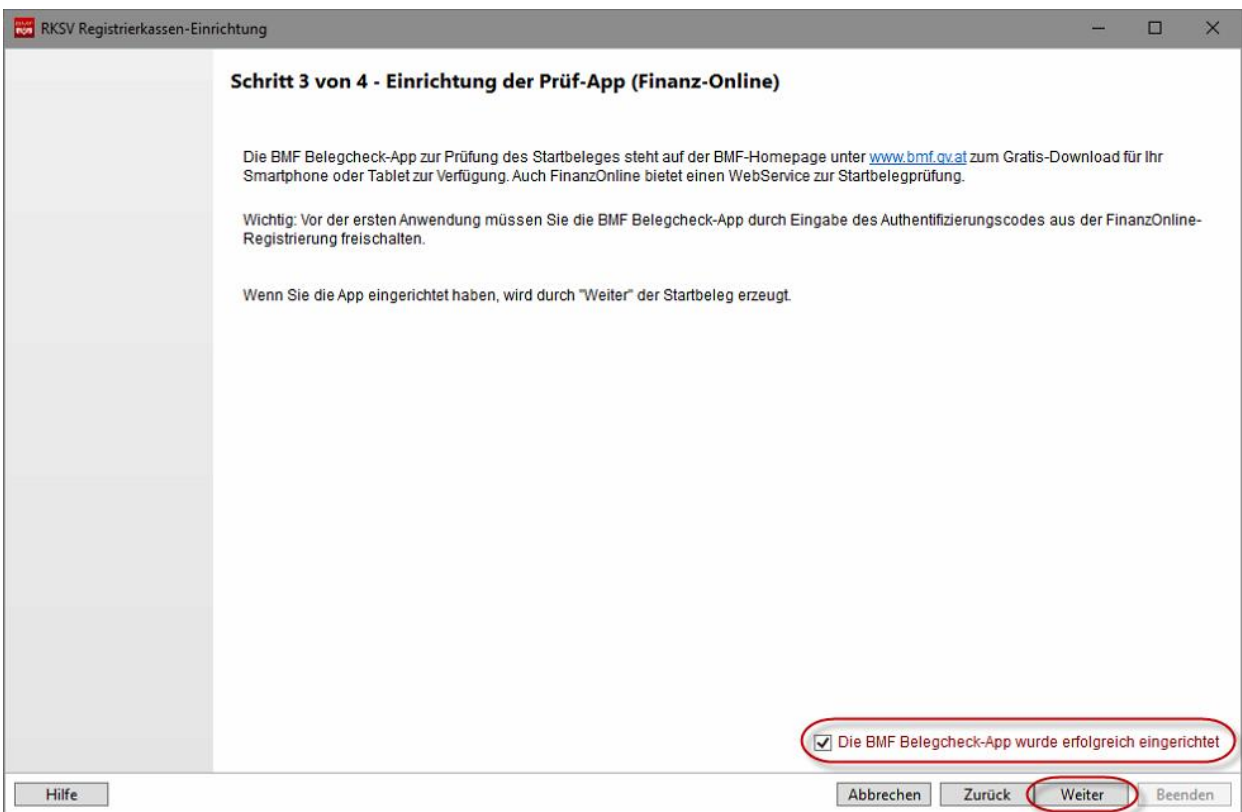 RKSV Registrierkassen-Einrichtung
Schritt 3 von 4 - Einrichtung der Prüf-App (Finanz-Online)
Die BMF Belegcheck-App zur Prüfung des Startbeleges steht auf der BMF-Homepage unter www.bmf.gv.at zum Gratis-Download für Ihr
Smartphone oder Tablet zur Verfügung. Auch FinanzOnline bietet einen WebService zur Startbelegprüfung.
Wichtig: Vor der ersten Anwendung müssen Sie die BMF Belegcheck-App durch Eingabe des Authentifizierungscodes aus der FinanzOnline-
Registrierung freischalten.
Wenn Sie die App eingerichtet haben, wird durch "Weiter" der Startbeleg erzeugt.
Die BMF Belegcheck-App wurde erfolgreich eingerichtet
Hilfe Abbrechen Zurück Weiter Beenden